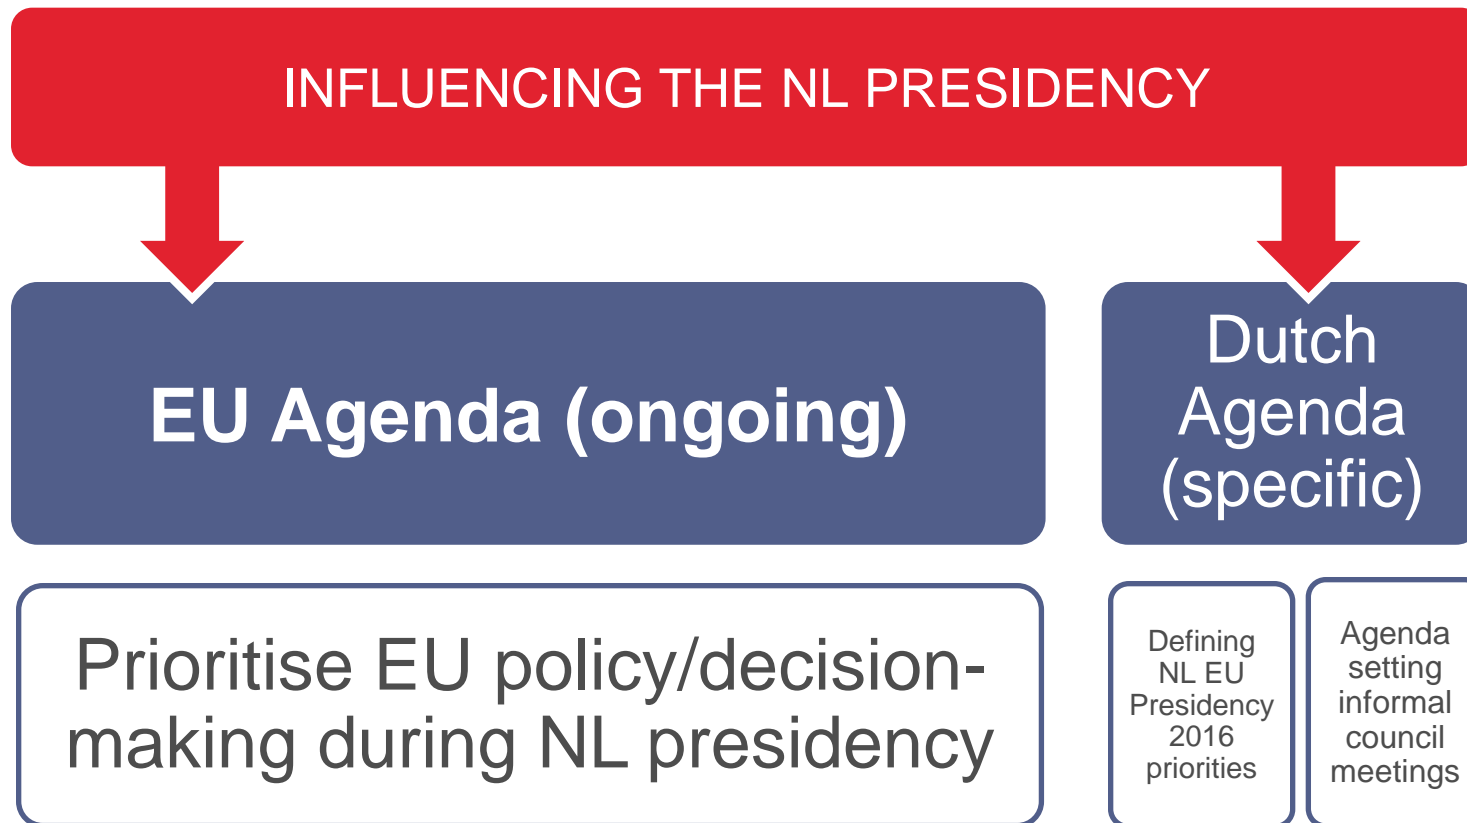 INFLUENCING THE NL PRESIDENCY
EU Agenda (ongoing)
Dutch
Agenda
(specific)
Prioritise EU policy/decision-
making during NL presidency
Defining
NL EU
Presidency
2016
priorities
Agenda
setting
informal
council
meetings